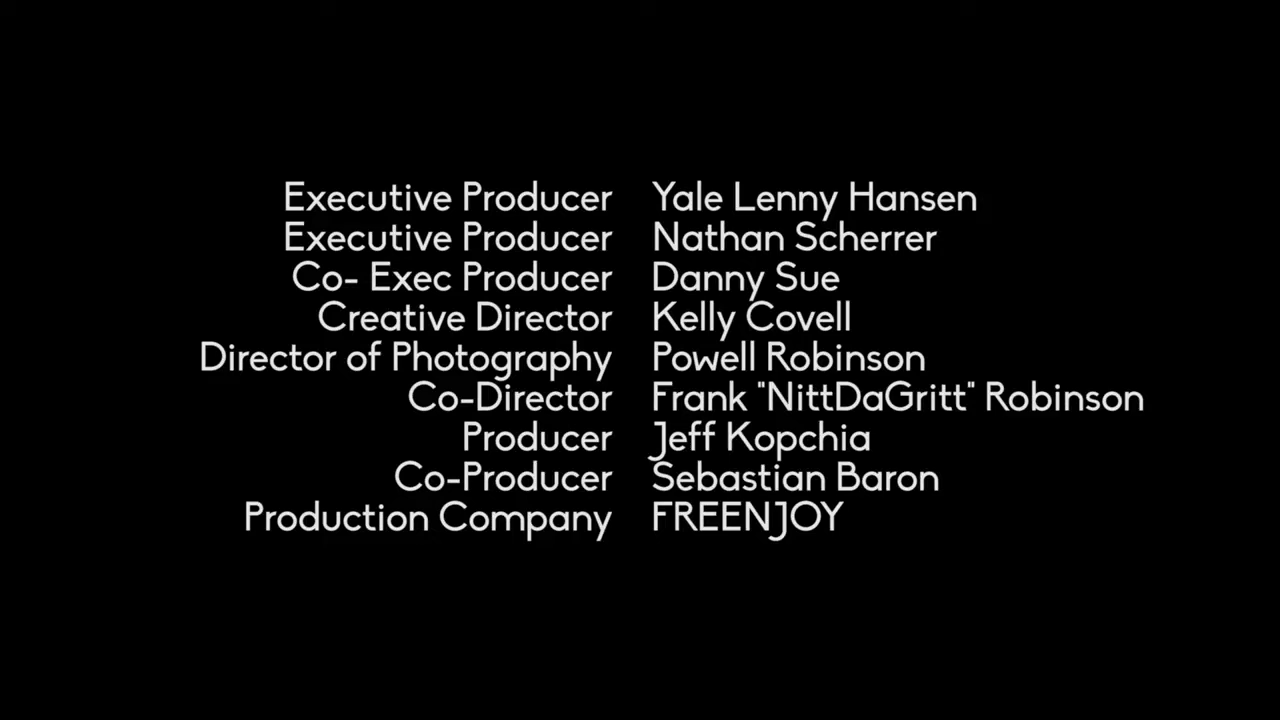 Executive Producer Yale Lenny Hansen
Executive Producer Nathan Scherrer
Co- Exec Producer Danny Sue
Creative Director Kelly Covell
Director of Photography Powell Robinson
Co-Director Frank "NittDaGritt" Robinson
Producer Jeff Kopchia
Co-Producer Sebastian Baron
Production Company FREENJOY